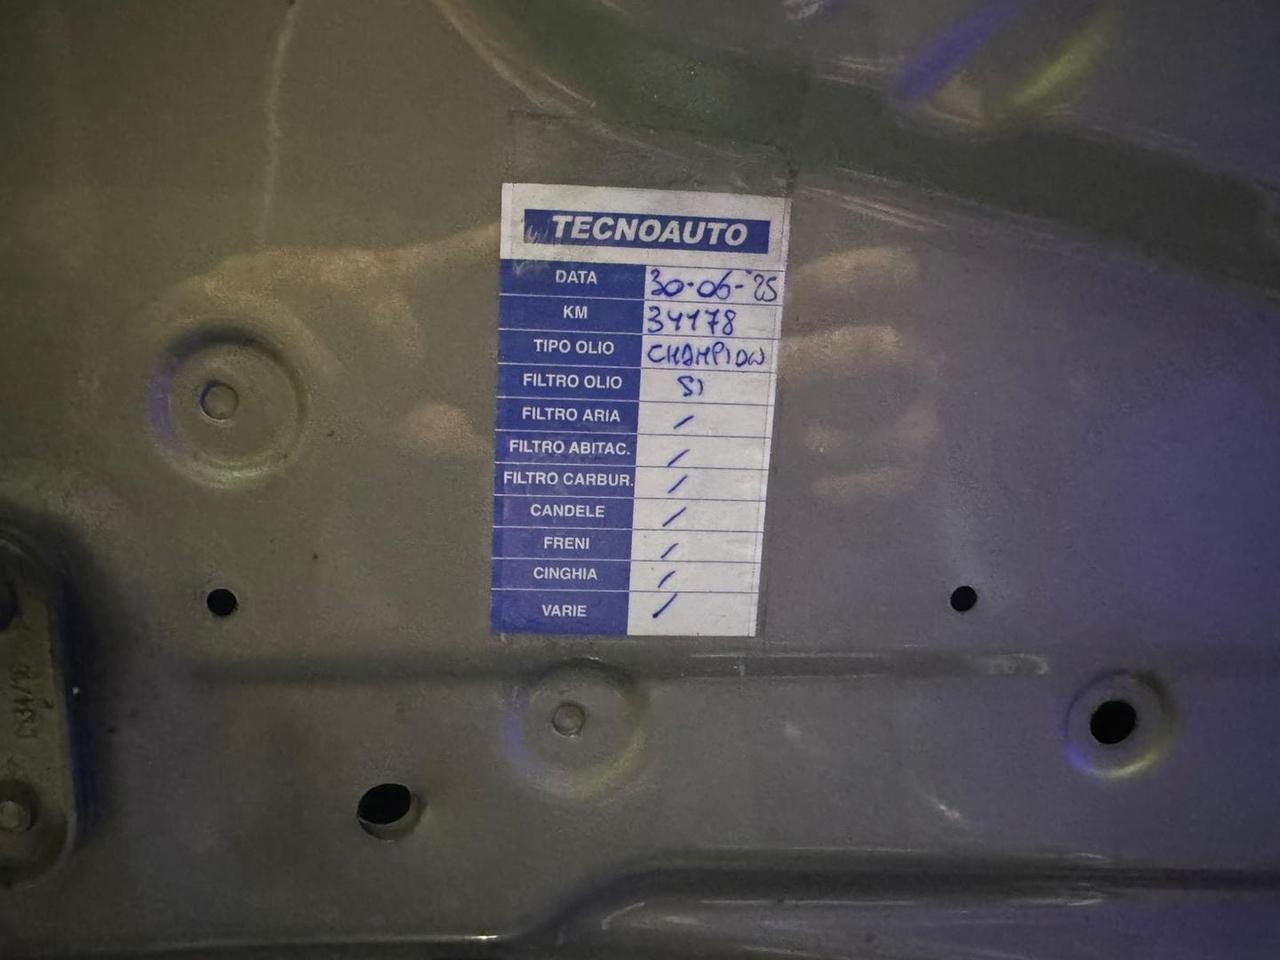 TECNOAUTO
DATA 30-06-'25
KM 34178
TIPO OLIO CHAMPION
FILTRO OLIO SI
FILTRO ARIA /
FILTRO ABITAC. /
FILTRO CARBUR. /
CANDELE /
FRENI /
CINGHIA /
VARIE /